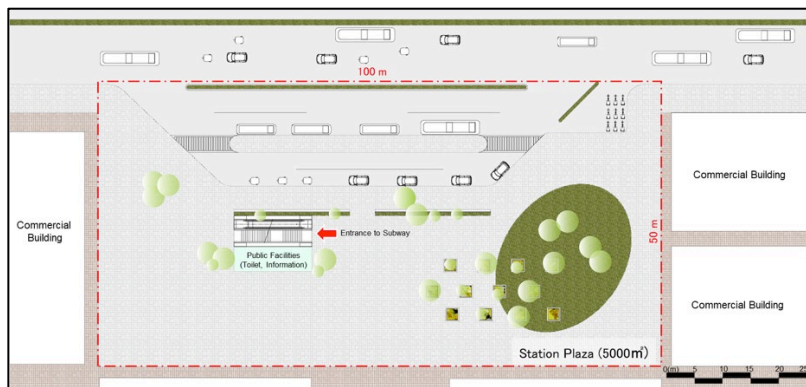 100 m
Commercial
Building
50 m
Commercial Building
Entrance to Subway
Public Facilities
(Toilet, Information)
Commercial Building
Station Plaza (5000㎡)
0(m) 5 10 15 20 25